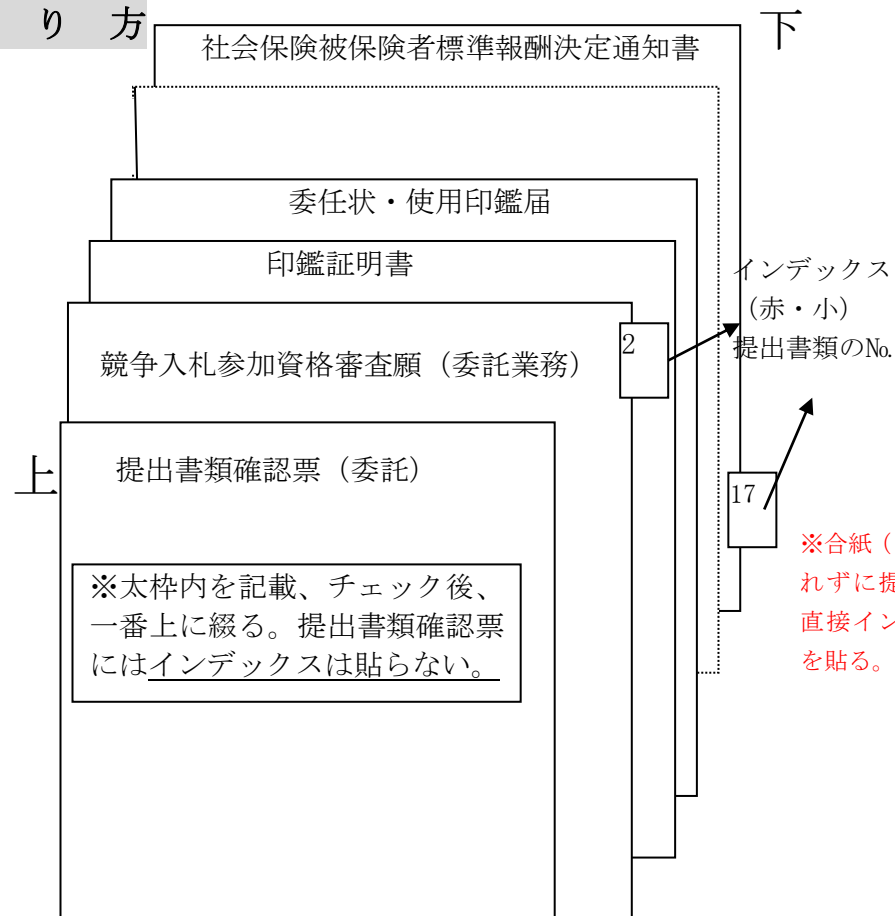 り 方
下
社会保険被保険者標準報酬決定通知書
委任状・使用印鑑届
印鑑証明書
インデックス
（赤・小）
提出書類の№
2
競争入札参加資格審査願（委託業務）
上
提出書類確認票（委託）
17
※合紙（
れずに提
直接イン
を貼る。
※太枠内を記載、チェック後、
一番上に綴る。提出書類確認票
にはインデックスは貼らない。